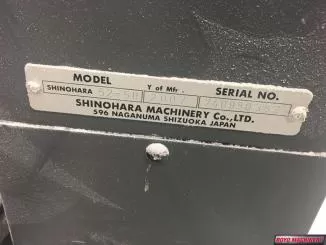 MODEL Y of Mfr. SERIAL NO.
SHINOHARA
SHINOHARA MACHINERY Co.,LTD.
596 NAGANUMA SHIZUOKA JAPAN